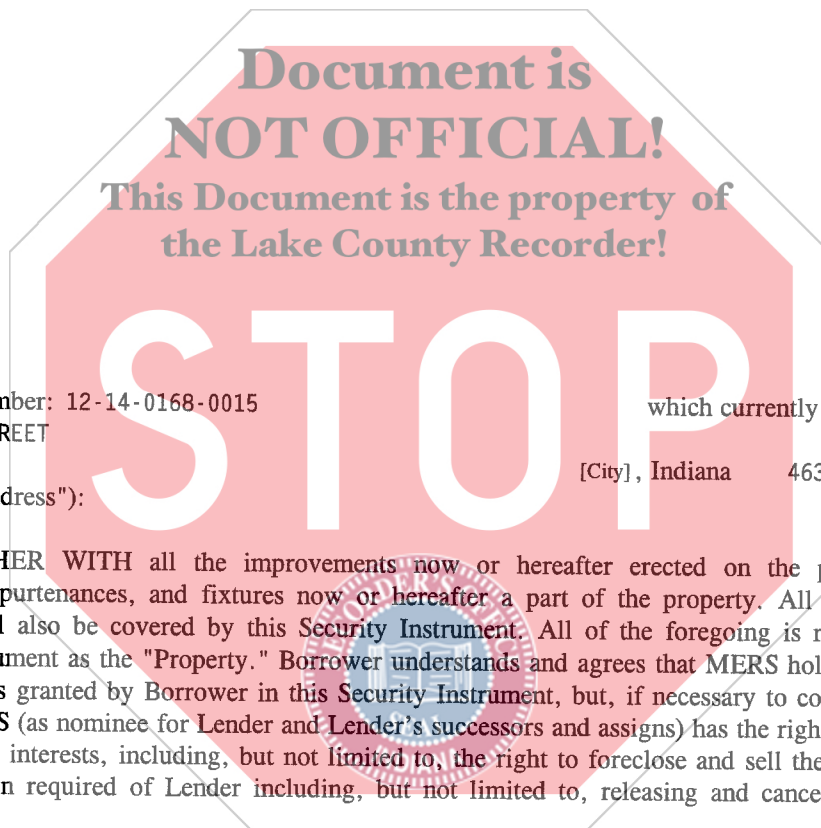 Document is
NOT OFFICIAL!
This Document is the property of
the Lake County Recorder!
STOP
mber: 12-14-0168-0015 which currently
REET
[City], Indiana 463
dress"):
HER WITH all the improvements now or hereafter erected on the p
purtenances, and fixtures now or hereafter a part of the property. All
l also be covered by this Security Instrument. All of the foregoing is r
ument as the "Property." Borrower understands and agrees that MERS hol
s granted by Borrower in this Security Instrument, but, if necessary to co
S (as nominee for Lender and Lender's successors and assigns) has the righ
interests, including, but not limited to, the right to foreclose and sell the
n required of Lender including, but not limited to, releasing and cance